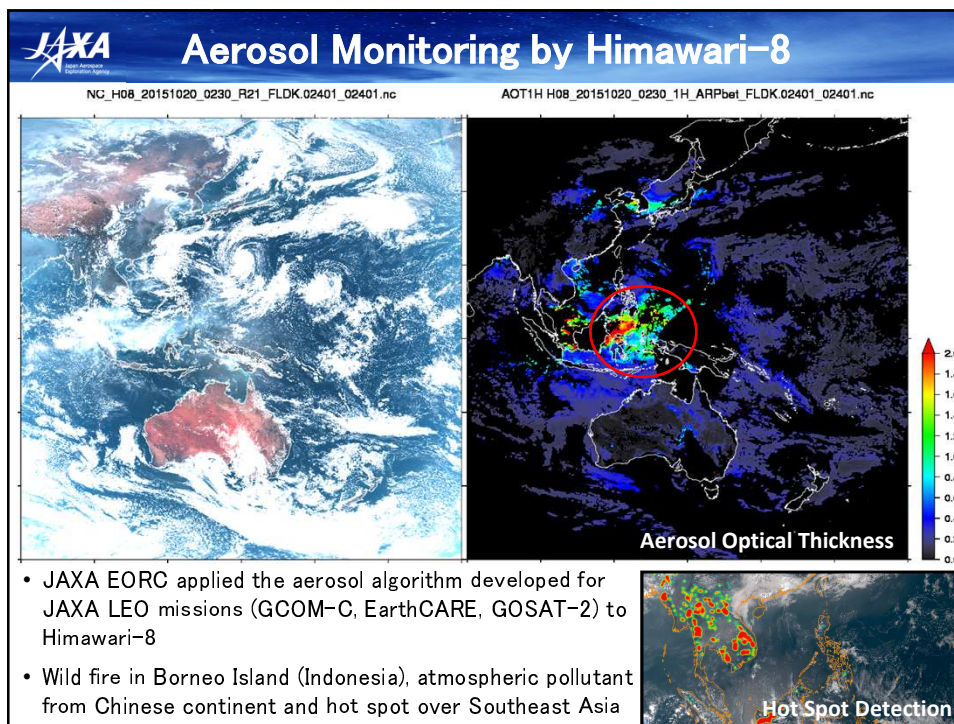 JAXA
Japan Aerospace
Exploration Agency
Aerosol Monitoring by Himawari-8
NC_H08_20151020_0230_R21_FLDK.02401_02401.nc
AOT1H H08_20151020_0230_1H_ARPbet_FLDK.02401_02401.nc
Aerosol Optical Thickness
• JAXA EORC applied the aerosol algorithm developed for
JAXA LEO missions (GCOM-C, EarthCARE, GOSAT-2) to
Himawari-8
• Wild fire in Borneo Island (Indonesia), atmospheric pollutant
from Chinese continent and hot spot over Southeast Asia
Hot Spot Detection